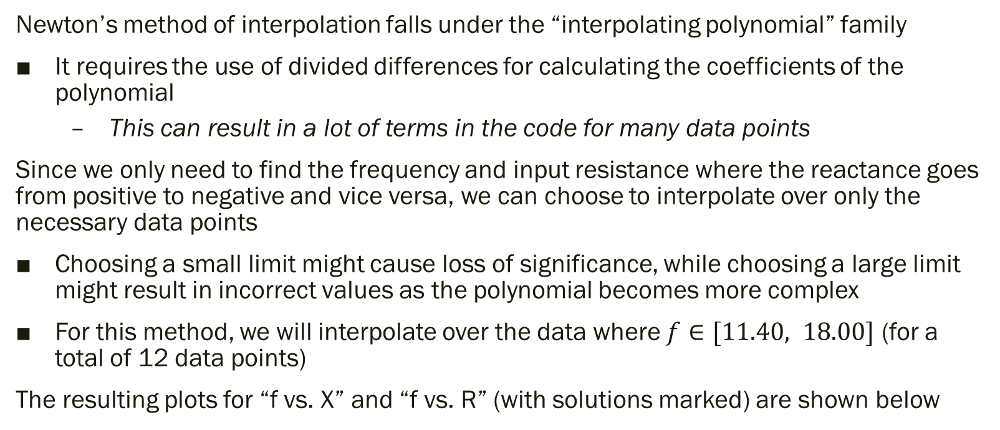 Newton’s method of interpolation falls under the “interpolating polynomial” family
■ It requires the use of divided differences for calculating the coefficients of the
polynomial
– This can result in a lot of terms in the code for many data points
Since we only need to find the frequency and input resistance where the reactance goes
from positive to negative and vice versa, we can choose to interpolate over only the
necessary data points
■ Choosing a small limit might cause loss of significance, while choosing a large limit
might result in incorrect values as the polynomial becomes more complex
■ For this method, we will interpolate over the data where f ∈ [11.40, 18.00] (for a
total of 12 data points)
The resulting plots for “f vs. X” and “f vs. R” (with solutions marked) are shown below